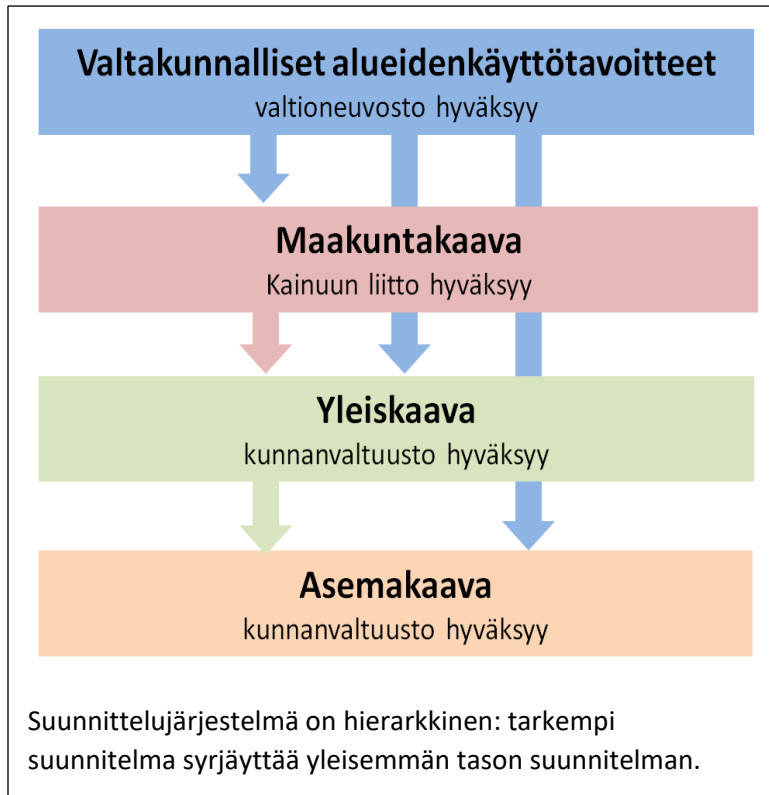 Valtakunnalliset alueidenkäyttötavoitteet
valtioneuvosto hyväksyy
Maakuntakaava
Kainuun liitto hyväksyy
Yleiskaava
kunnanvaltuusto hyväksyy
Asemakaava
kunnanvaltuusto hyväksyy
Suunnittelujärjestelmä on hierarkkinen: tarkempi
suunnitelma syrjäyttää yleisemmän tason suunnitelman.